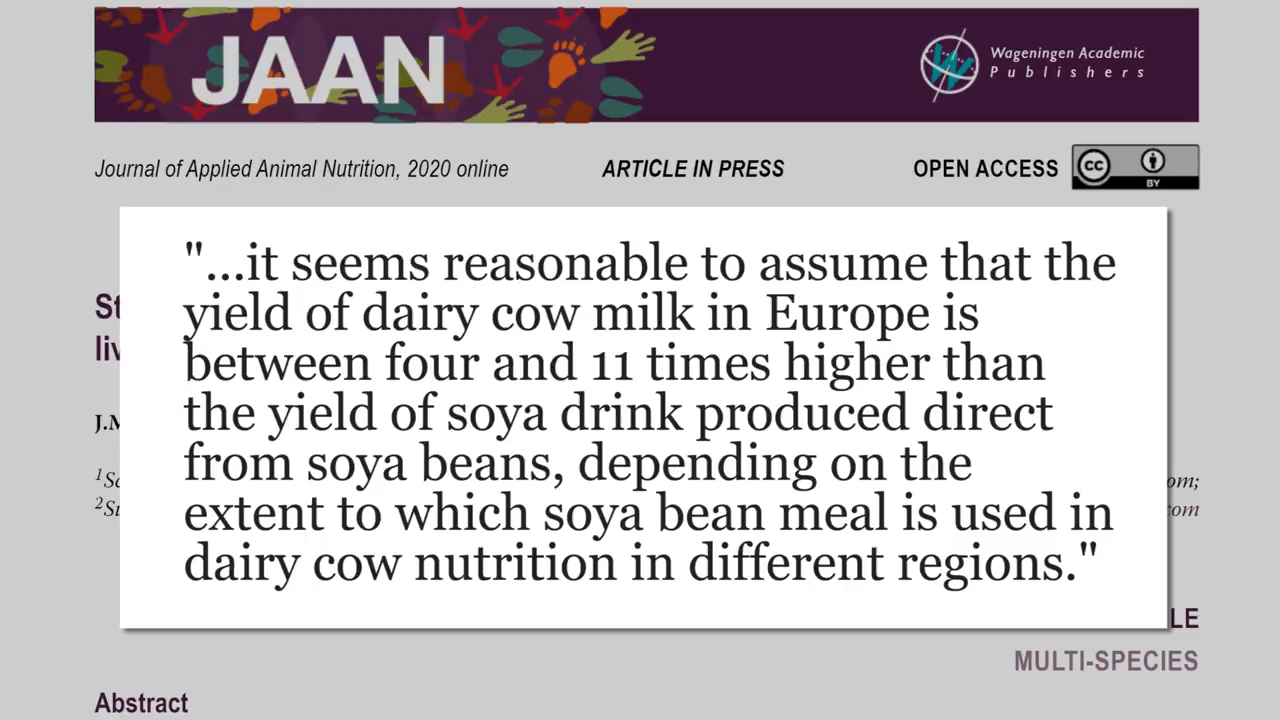 JAAN
Wageningen Academic
Publishers
Journal of Applied Animal Nutrition, 2020 online
ARTICLE IN PRESS
OPEN ACCESS
CC
BY
"...it seems reasonable to assume that the
yield of dairy cow milk in Europe is
between four and 11 times higher than
the yield of soya drink produced direct
from soya beans, depending on the
extent to which soya bean meal is used in
dairy cow nutrition in different regions."
MULTI-SPECIES
Abstract